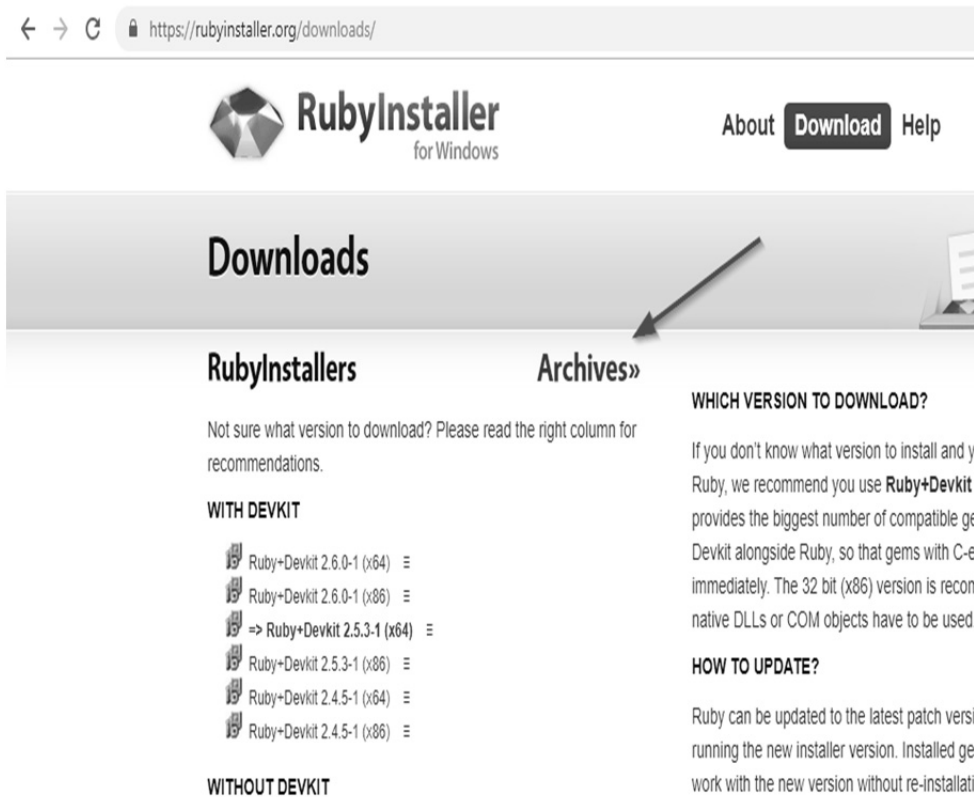 https://rubyinstaller.org/downloads/
RubyInstaller
for Windows
About Download Help
Downloads
RubyInstallers
Archives»
Not sure what version to download? Please read the right column for
recommendations.
WITH DEVKIT
Ruby+Devkit 2.6.0-1 (x64)
Ruby+Devkit 2.6.0-1 (x86)
=> Ruby+Devkit 2.5.3-1 (x64)
Ruby+Devkit 2.5.3-1 (x86)
Ruby+Devkit 2.4.5-1 (x64)
Ruby+Devkit 2.4.5-1 (x86)
WITHOUT DEVKIT
WHICH VERSION TO DOWNLOAD?
If you don't know what version to install and y
Ruby, we recommend you use Ruby+Devkit
provides the biggest number of compatible ge
Devkit alongside Ruby, so that gems with C-e
immediately. The 32 bit (x86) version is recon
native DLLs or COM objects have to be used
HOW TO UPDATE?
Ruby can be updated to the latest patch versi
running the new installer version. Installed ge
work with the new version without re-installati